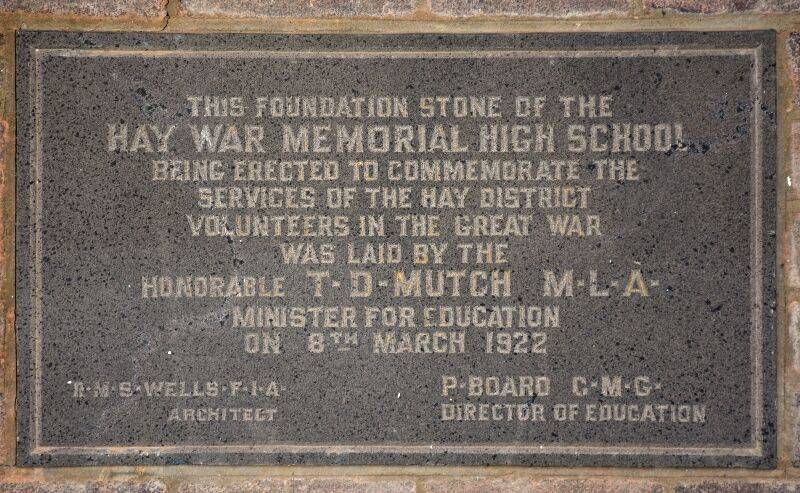 THIS FOUNDATION STONE OF THE
HAY WAR MEMORIAL HIGH SCHOOL
BEING ERECTED TO COMMEMORATE THE
SERVICES OF THE HAY DISTRICT
VOLUNTEERS IN THE GREAT WAR
WAS LAID BY THE
HONORABLE T·D·MUTCH M·L·A·
MINISTER FOR EDUCATION
ON 8TH MARCH 1922
WELLS·F·I·A·
ARCHITECT
P·BOARD C·M·G·
DIRECTOR OF EDUCATION